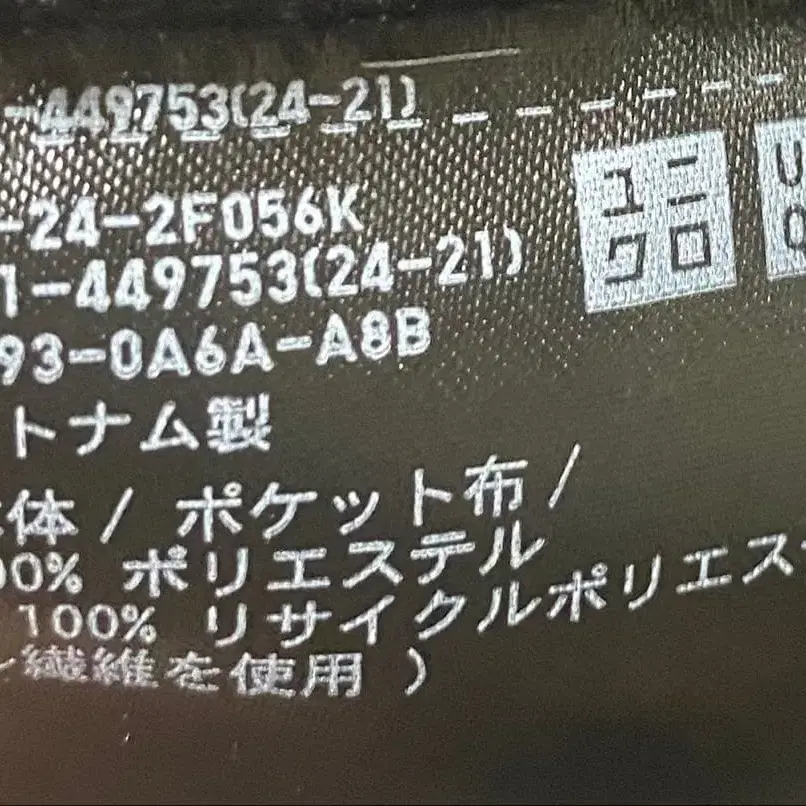 -449753(24-21)
-24-2F056K
1-449753(24-21)
93-0A6A-A8B
トナム製
体 / ポケット布 /
00% ポリエステル
100% リサイクルポリエス
繊維を使用 )
ユニ
クロ